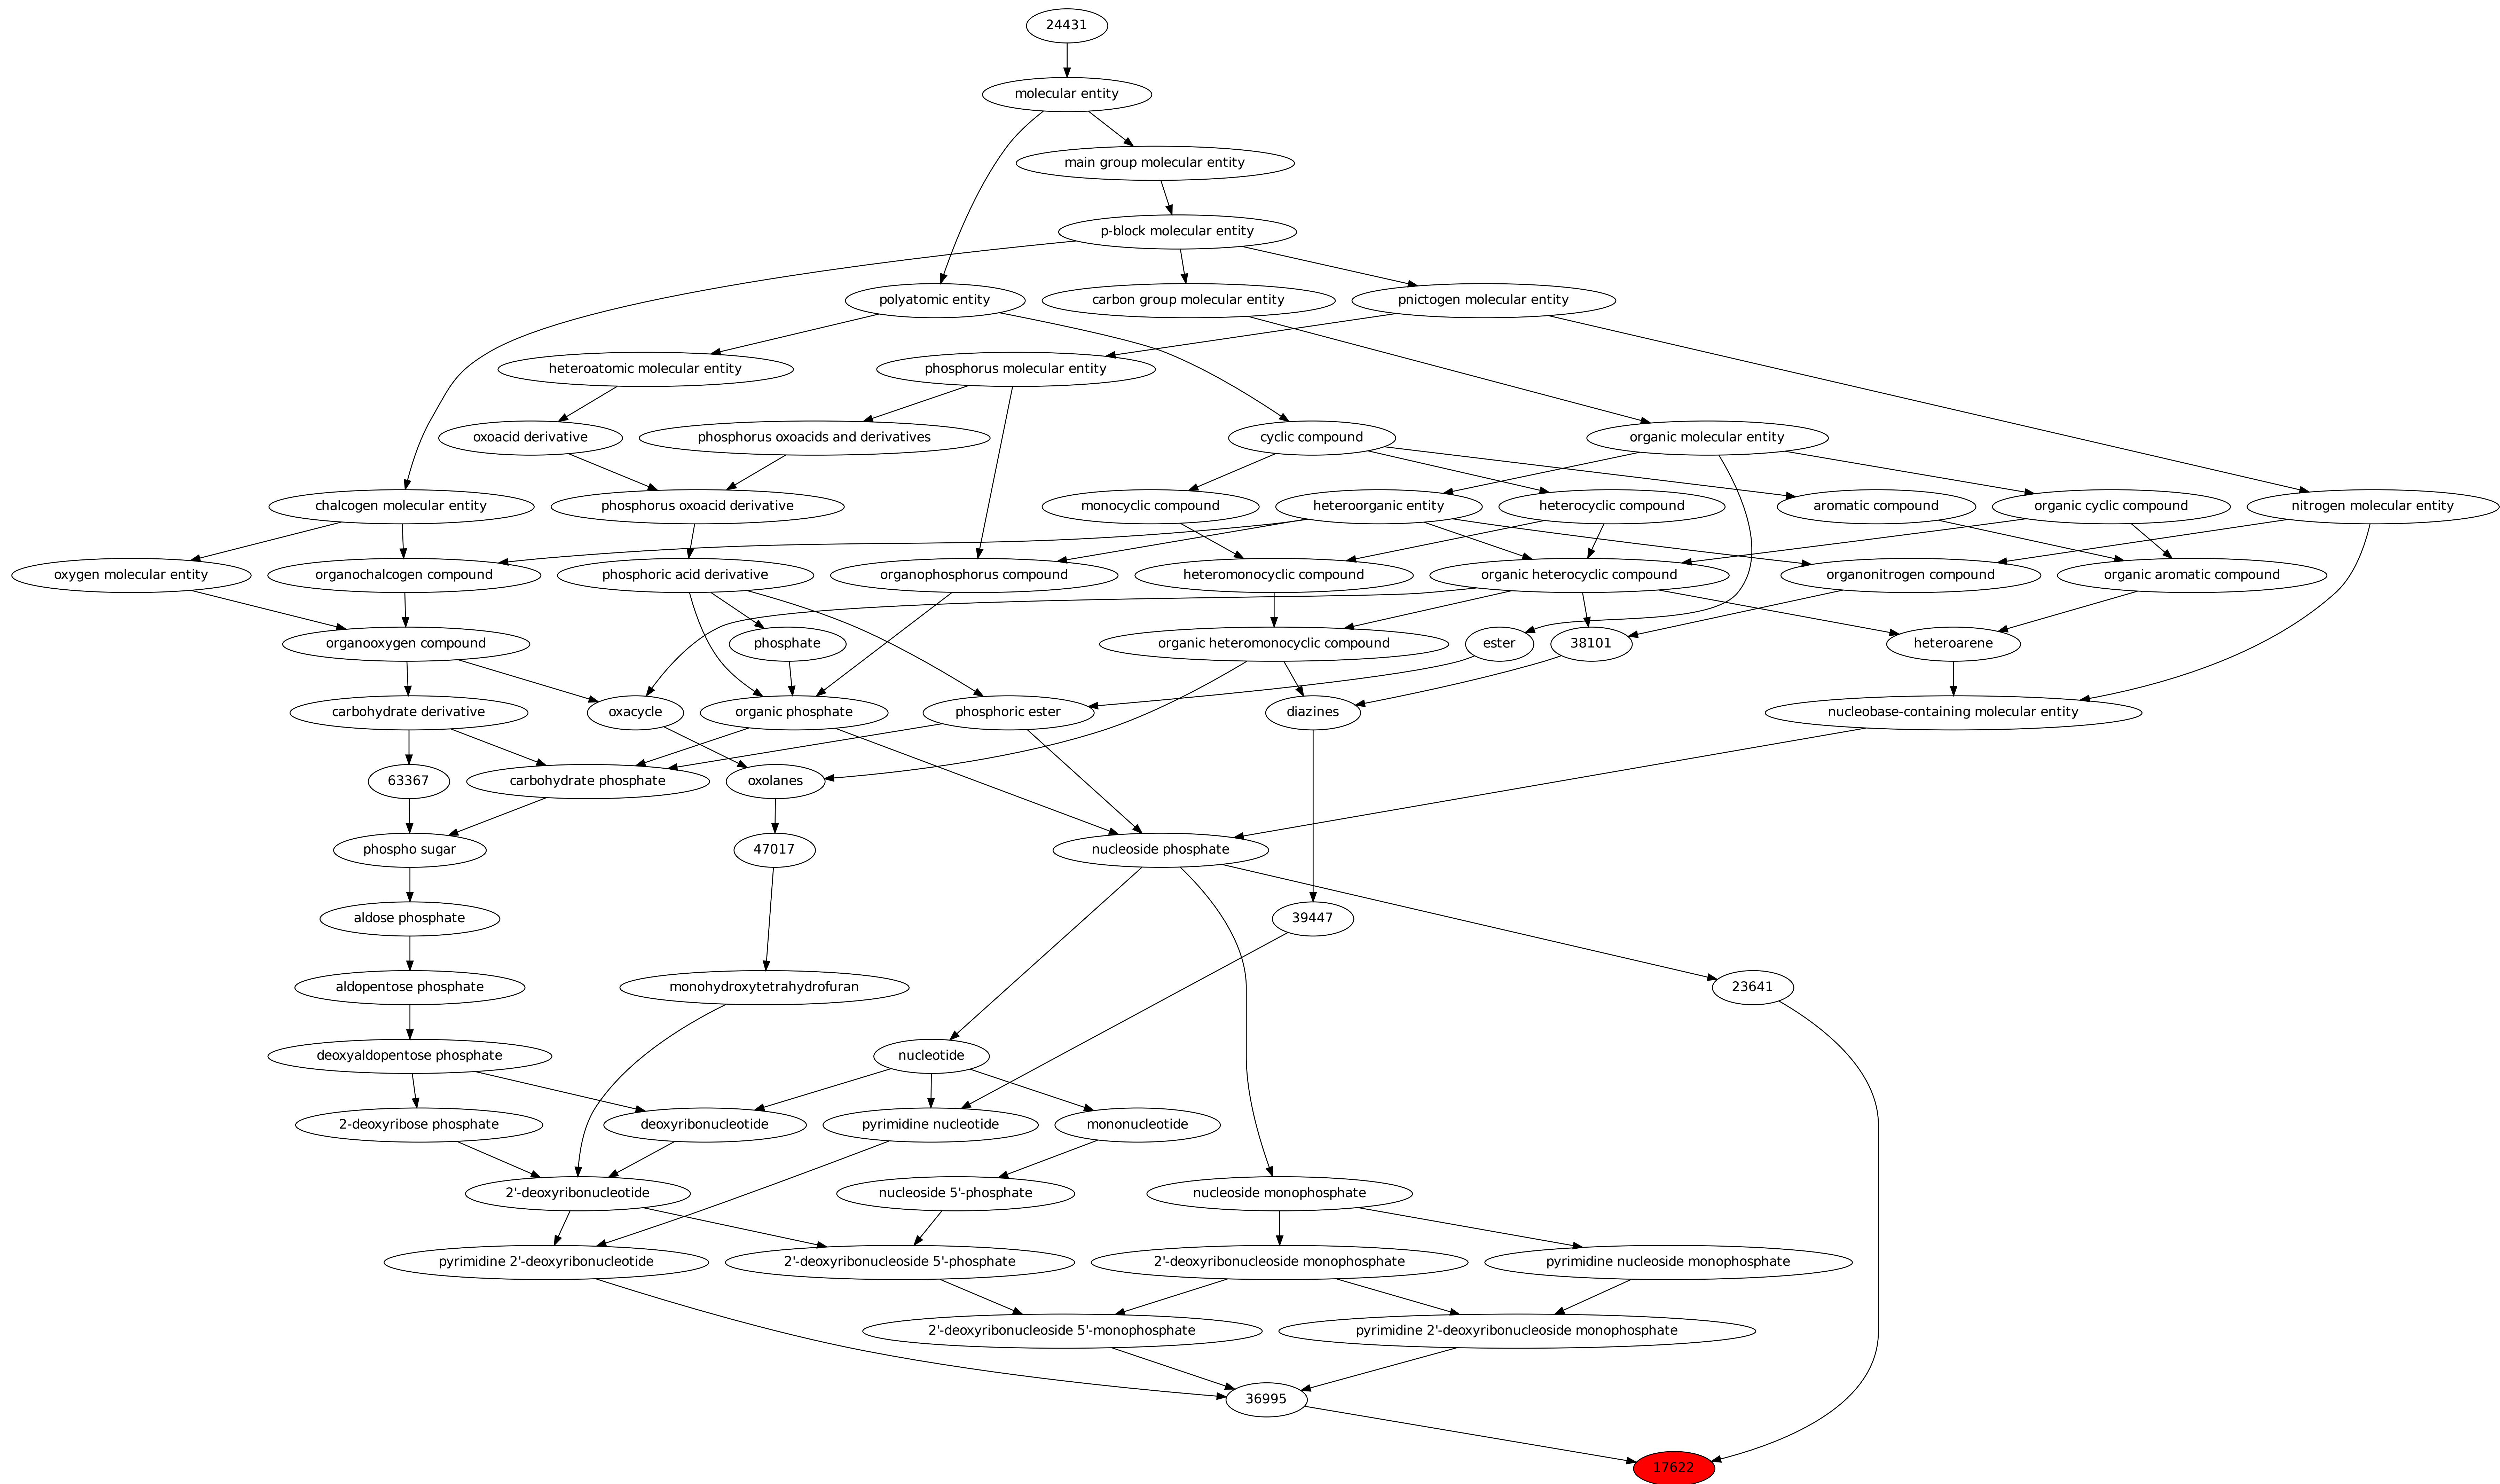 24431
molecular entity
main group molecular entity
p-block molecular entity
polyatomic entity
carbon group molecular entity
pnictogen molecular entity
heteroatomic molecular entity
phosphorus molecular entity
oxoacid derivative
phosphorus oxoacids and derivatives
cyclic compound
organic molecular entity
chalcogen molecular entity
phosphorus oxoacid derivative
monocyclic compound
heteroorganic entity
heterocyclic compound
aromatic compound
organic cyclic compound
nitrogen molecular entity
oxygen molecular entity
organochalcogen compound
phosphoric acid derivative
organophosphorus compound
heteromonocyclic compound
organic heterocyclic compound
organonitrogen compound
organic aromatic compound
organooxygen compound
phosphate
organic heteromonocyclic compound
ester
38101
heteroarene
carbohydrate derivative
oxacycle
organic phosphate
phosphoric ester
diazines
nucleobase-containing molecular entity
63367
carbohydrate phosphate
oxolanes
phospho sugar
47017
nucleoside phosphate
aldose phosphate
39447
aldopentose phosphate
monohydroxytetrahydrofuran
23641
deoxyaldopentose phosphate
nucleotide
2-deoxyribose phosphate
deoxyribonucleotide
pyrimidine nucleotide
mononucleotide
2'-deoxyribonucleotide
nucleoside 5'-phosphate
nucleoside monophosphate
pyrimidine 2'-deoxyribonucleotide
2'-deoxyribonucleoside 5'-phosphate
2'-deoxyribonucleoside monophosphate
pyrimidine nucleoside monophosphate
2'-deoxyribonucleoside 5'-monophosphate
pyrimidine 2'-deoxyribonucleoside monophosphate
36995
17622